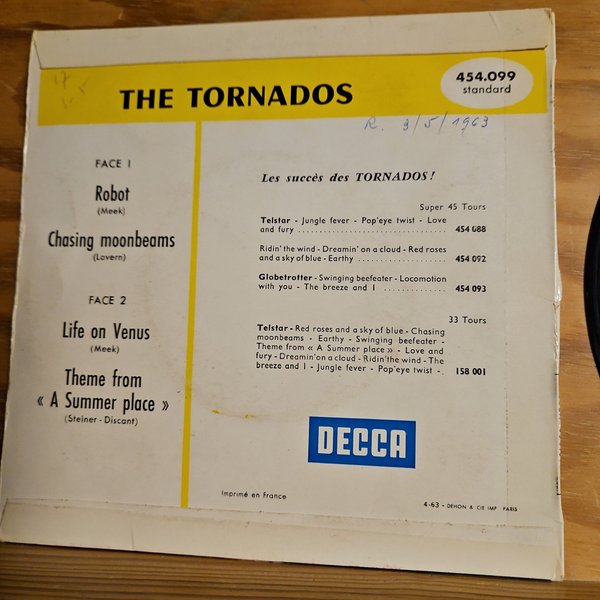 THE TORNADOS
454.099
standard
R. 3/5/1963
FACE 1
Robot
(Meek)
Chasing moonbeams
(Lavern)
FACE 2
Life on Venus
(Meek)
Theme from
« A Summer place »
(Steiner - Discant)
Les succès des TORNADOS !
Super 45 Tours
Telstar - Jungle fever - Pop'eye twist - Love
and fury .............................. 454 088
Ridin' the wind - Dreamin' on a cloud - Red roses
and a sky of blue - Earthy .................. 454 092
Globetrotter - Swinging beefeater - Locomotion
with you - The breeze and I .............. 454 093
33 Tours
Telstar - Red roses and a sky of blue - Chasing
moonbeams - Earthy - Swinging beefeater -
Theme from « A Summer place » - Love and
fury - Dreamin' on a cloud - Ridin' the wind - The
breeze and I - Jungle fever - Pop'eye twist -. 158 001
DECCA
Imprimé en France
4-63 - DEHON & CIE IMP PARIS